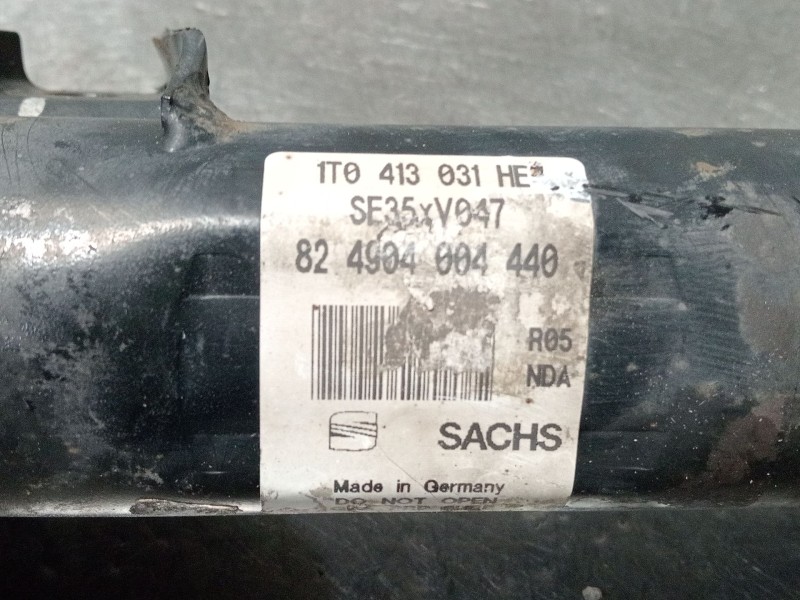 1T0 413 031 HE
SE35xV047
82 4904 004 440
R05
NDA
SACHS
Made in Germany
DO NOT OPEN